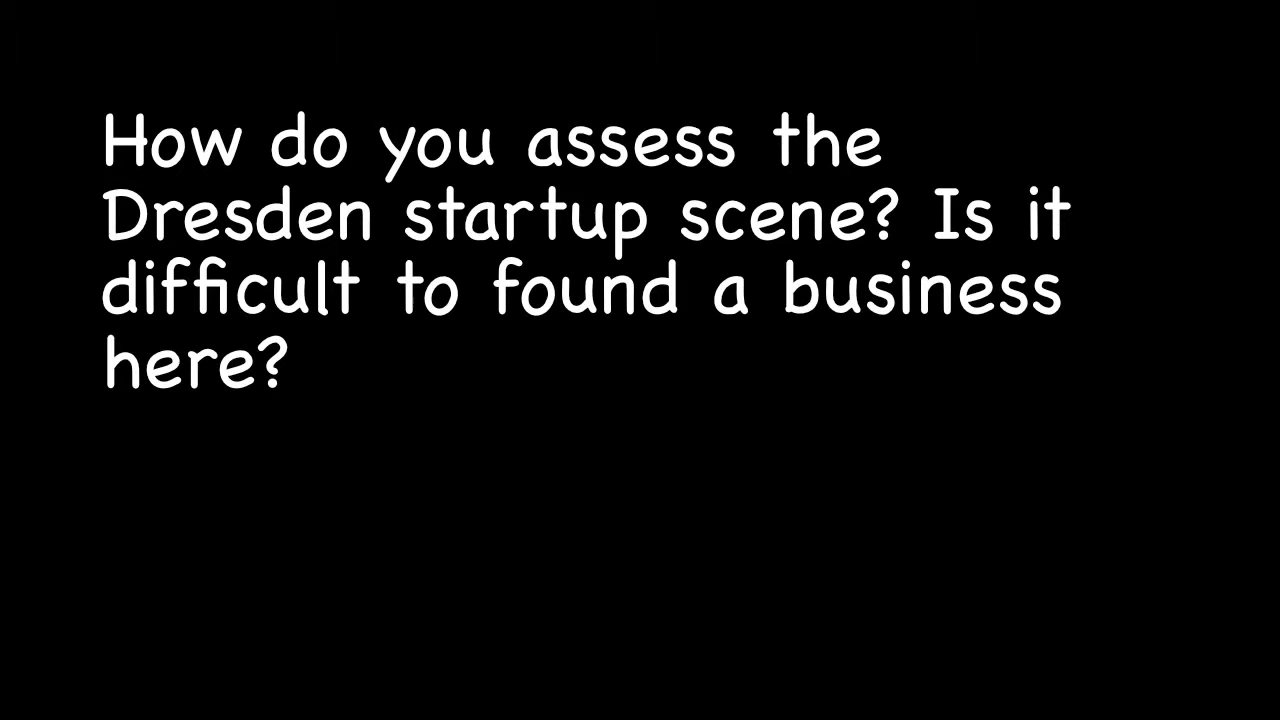 How do you assess the
Dresden startup scene? Is it
difficult to found a business
here?